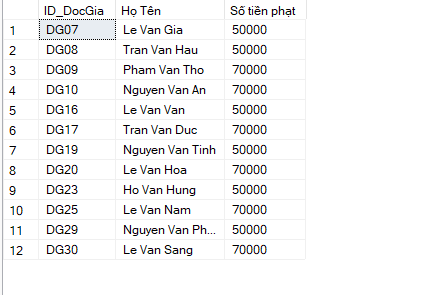 ID_DocGia Họ Tên Số tiền phạt
1 DG07 Le Van Gia 50000
2 DG08 Tran Van Hau 50000
3 DG09 Pham Van Tho 70000
4 DG10 Nguyen Van An 70000
5 DG16 Le Van Van 50000
6 DG17 Tran Van Duc 70000
7 DG19 Nguyen Van Tinh 50000
8 DG20 Le Van Hoa 70000
9 DG23 Ho Van Hung 50000
10 DG25 Le Van Nam 70000
11 DG29 Nguyen Van Ph... 50000
12 DG30 Le Van Sang 70000